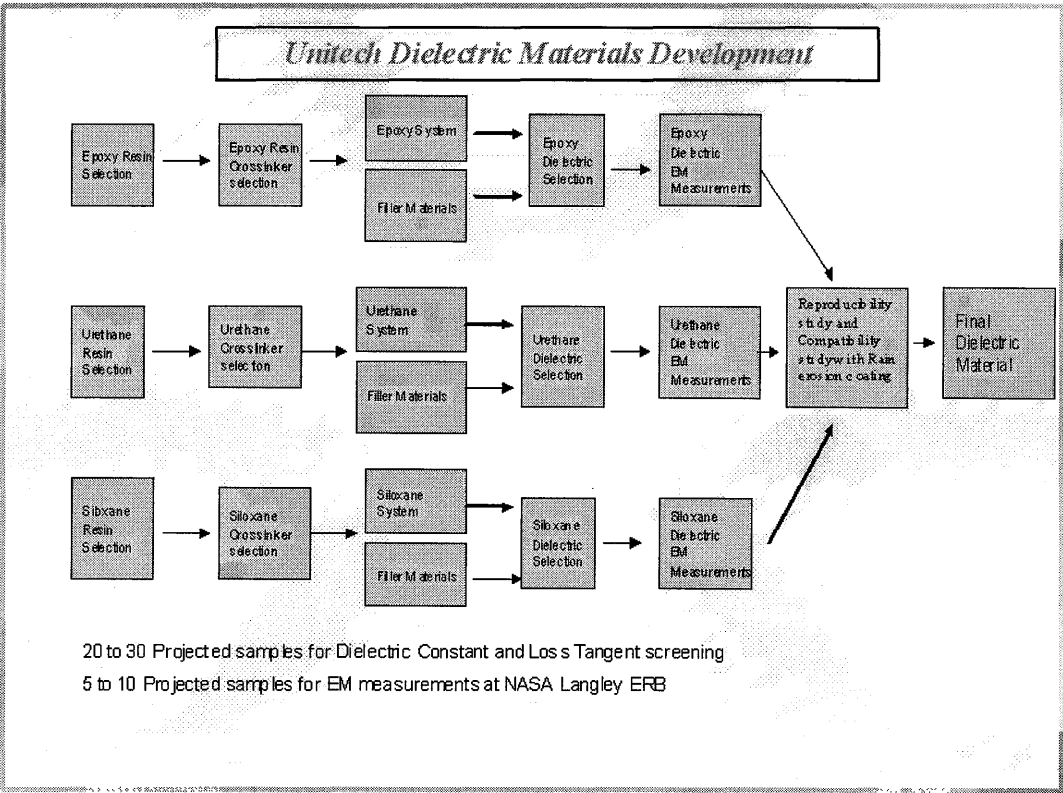 Unitech Dielectric Materials Development
Epoxy Resin
Selection
Epoxy Resin
Crossinker
selection
Epoxy System
Filler Materials
Epoxy
Dielectric
Selection
Epoxy
Dielectric
EM
Measurements
Urethane
Resin
Selection
Urethane
Crosslinker
selection
Urethane
System
Filler Materials
Urethane
Dielectric
Selection
Urethane
Dielectric
EM
Measurements
Reproducibility
study and
Compatibility
study with Rain
erosion coating
Final
Dielectric
Material
Siloxane
Resin
Selection
Siloxane
Crosslinker
selection
Siloxane
System
Filler Materials
Siloxane
Dielectric
Selection
Siloxane
Dielectric
EM
Measurements
20 to 30 Projected samples for Dielectric Constant and Loss Tangent screening
5 to 10 Projected samples for EM measurements at NASA Langley ERB